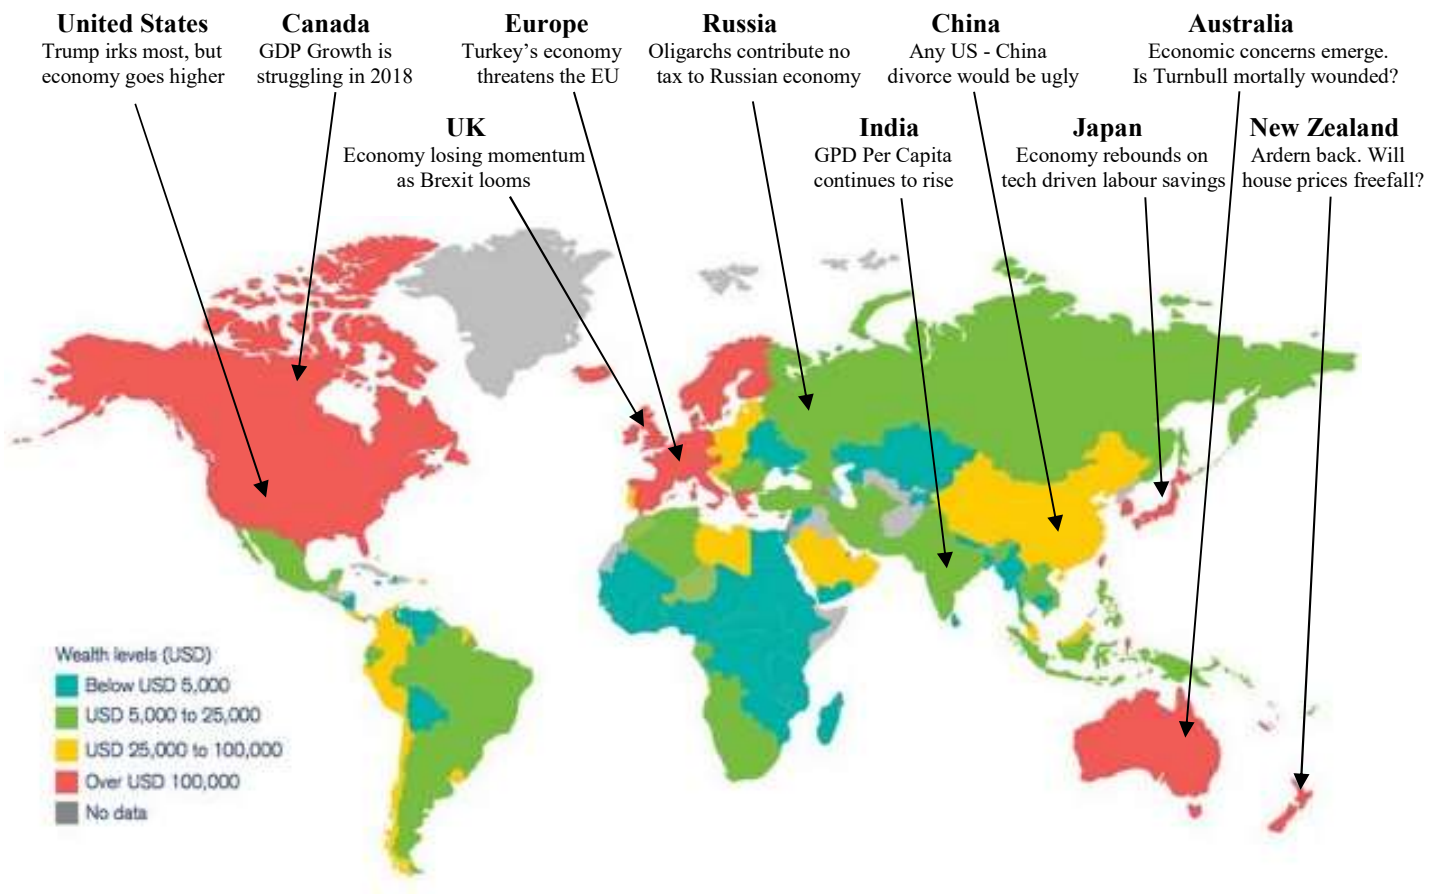 United States
Trump irks most, but
economy goes higher
Canada
GDP Growth is
struggling in 2018
Europe
Turkey’s economy
threatens the EU
Russia
Oligarchs contribute no
tax to Russian economy
China
Any US - China
divorce would be ugly
Australia
Economic concerns emerge.
Is Turnbull mortally wounded?
UK
Economy losing momentum
as Brexit looms
India
GPD Per Capita
continues to rise
Japan
Economy rebounds on
tech driven labour savings
New Zealand
Ardern back. Will
house prices freefall?
Wealth levels (USD)
Below USD 5,000
USD 5,000 to 25,000
USD 25,000 to 100,000
Over USD 100,000
No data